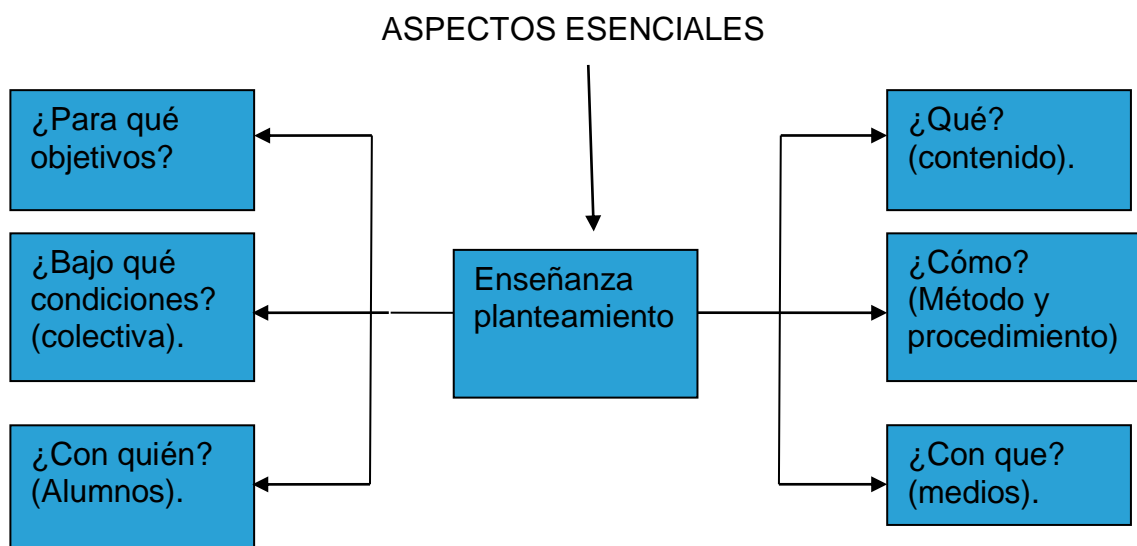 ASPECTOS ESENCIALES
¿Para qué
objetivos?
¿Bajo qué
condiciones?
(colectiva).
¿Con quién?
(Alumnos).
Enseñanza
planteamiento
¿Qué?
(contenido).
¿Cómo?
(Método y
procedimiento)
¿Con que?
(medios).